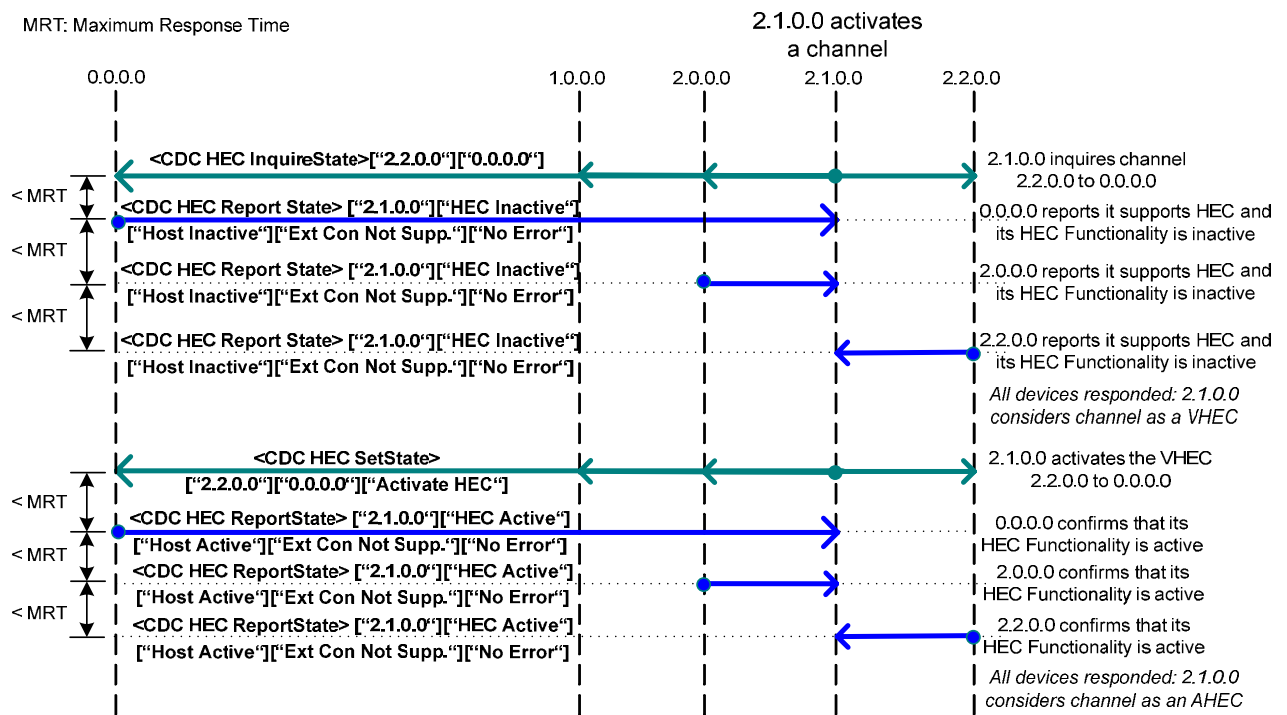 MRT: Maximum Response Time
2.1.0.0 activates
a channel
0.0.0.0
1.0.0.0
2.0.0.0
2.1.0.0
2.2.0.0
<CDC HEC InquireState>["2.2.0.0"]["0.0.0.0"]
2.1.0.0 inquires channel
2.2.0.0 to 0.0.0.0
< MRT
<CDC HEC Report State> ["2.1.0.0"]["HEC Inactive"]
["Host Inactive"]["Ext Con Not Supp."]["No Error"]
0.0.0.0 reports it supports HEC and
its HEC Functionality is inactive
< MRT
<CDC HEC Report State> ["2.1.0.0"]["HEC Inactive"]
["Host Inactive"]["Ext Con Not Supp."]["No Error"]
2.0.0.0 reports it supports HEC and
its HEC Functionality is inactive
< MRT
<CDC HEC Report State> ["2.1.0.0"]["HEC Inactive"]
["Host Inactive"]["Ext Con Not Supp."]["No Error"]
2.2.0.0 reports it supports HEC and
its HEC Functionality is inactive
All devices responded: 2.1.0.0
considers channel as a VHEC
<CDC HEC SetState>
["2.2.0.0"]["0.0.0.0"]["Activate HEC"]
2.1.0.0 activates the VHEC
2.2.0.0 to 0.0.0.0
< MRT
<CDC HEC ReportState> ["2.1.0.0"]["HEC Active"]
["Host Active"]["Ext Con Not Supp."]["No Error"]
0.0.0.0 confirms that its
HEC Functionality is active
< MRT
<CDC HEC ReportState> ["2.1.0.0"]["HEC Active"]
["Host Active"]["Ext Con Not Supp."]["No Error"]
2.0.0.0 confirms that its
HEC Functionality is active
< MRT
<CDC HEC ReportState> ["2.1.0.0"]["HEC Active"]
["Host Active"]["Ext Con Not Supp."]["No Error"]
2.2.0.0 confirms that its
HEC Functionality is active
All devices responded: 2.1.0.0
considers channel as an AHEC